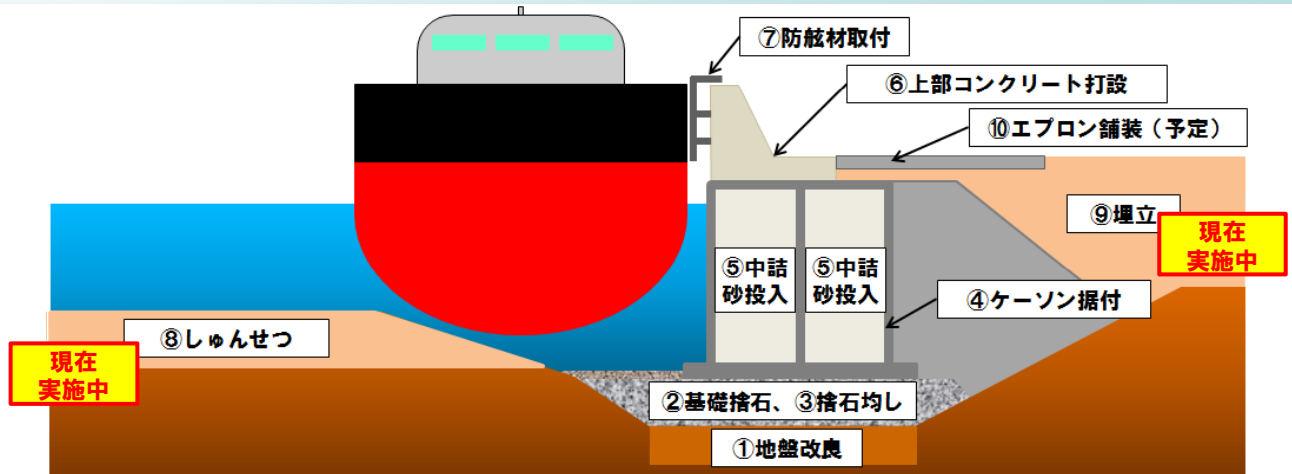 ⑦防舷材取付
⑥上部コンクリート打設
⑩エプロン舗装（予定）
⑨埋立
現在
実施中
⑤中詰
砂投入
⑤中詰
砂投入
④ケーソン据付
⑧しゅんせつ
現在
実施中
②基礎捨石、③捨石均し
①地盤改良